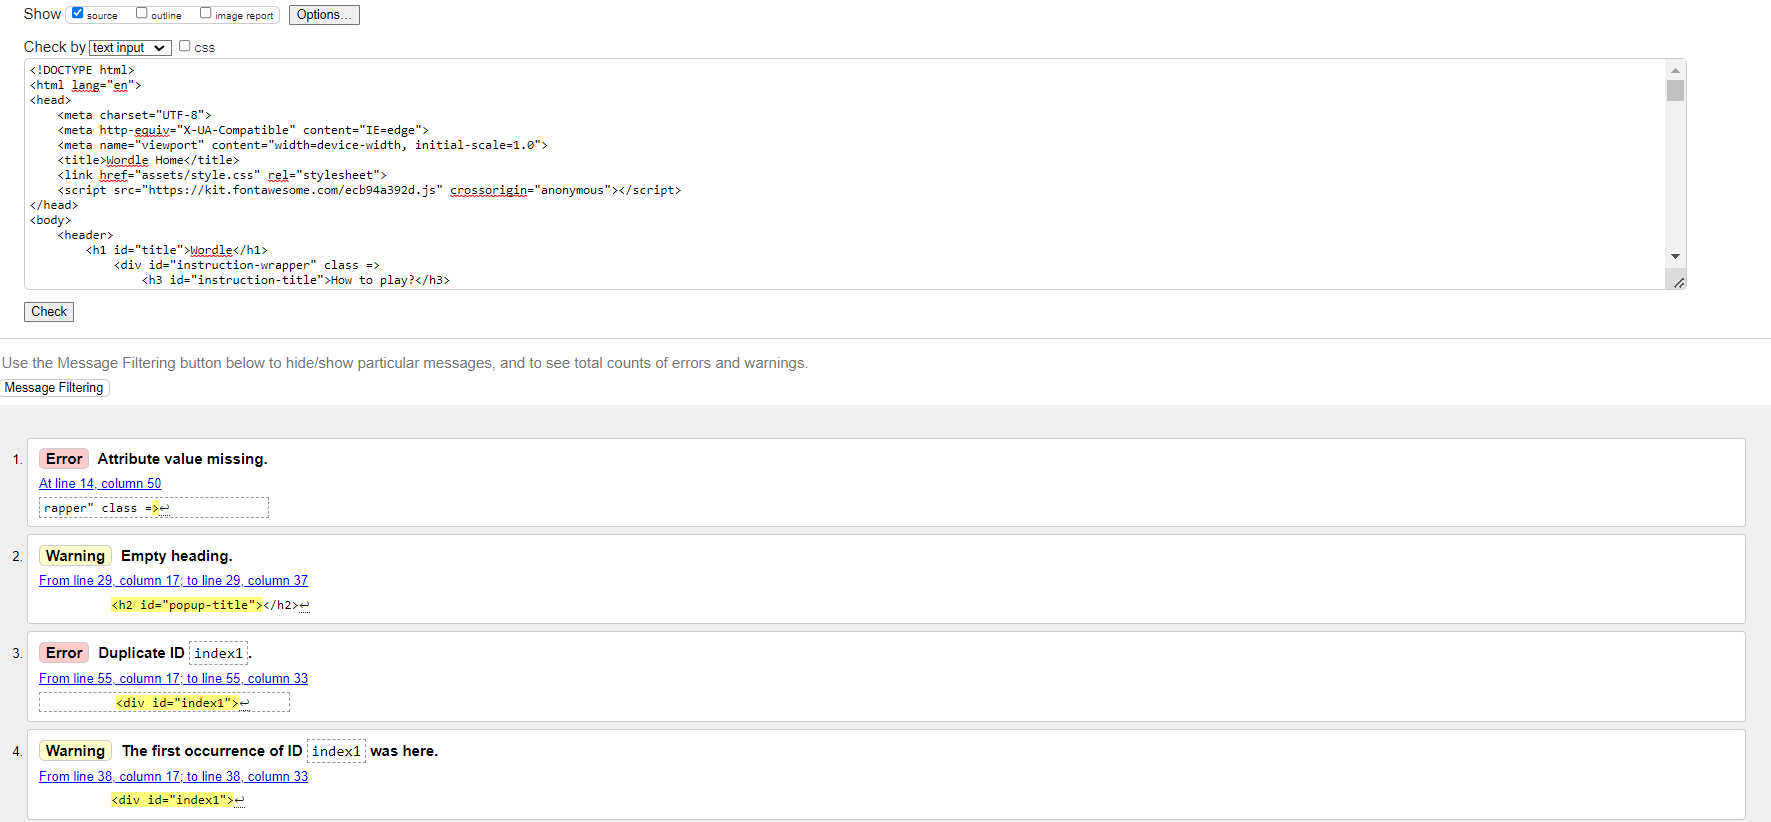 Show source outline image report Options...
Check by text input css
<!DOCTYPE html>
<html lang="en">
<head>
    <meta charset="UTF-8">
    <meta http-equiv="X-UA-Compatible" content="IE=edge">
    <meta name="viewport" content="width=device-width, initial-scale=1.0">
    <title>Wordle Home</title>
    <link href="assets/style.css" rel="stylesheet">
    <script src="https://kit.fontawesome.com/ecb94a392d.js" crossorigin="anonymous"></script>
</head>
<body>
    <header>
        <h1 id="title">Wordle</h1>
            <div id="instruction-wrapper" class =>
                <h3 id="instruction-title">How to play?</h3>
Check
Use the Message Filtering button below to hide/show particular messages, and to see total counts of errors and warnings.
Message Filtering
1. Error Attribute value missing.
At line 14, column 50
rapper" class =>↩
2. Warning Empty heading.
From line 29, column 17; to line 29, column 37
<h2 id="popup-title"></h2>↩
3. Error Duplicate ID index1.
From line 55, column 17; to line 55, column 33
<div id="index1">↩
4. Warning The first occurrence of ID index1 was here.
From line 38, column 17; to line 38, column 33
<div id="index1">↩